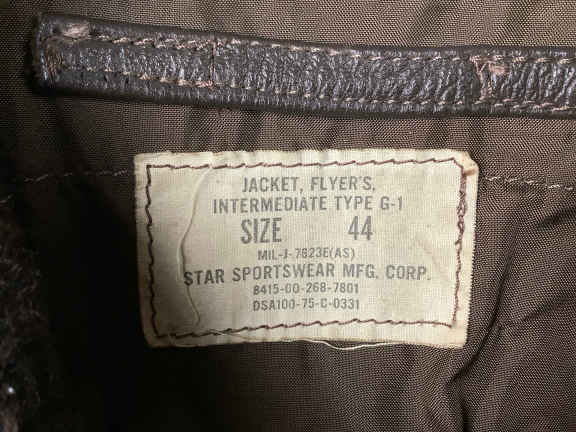 JACKET, FLYER'S,
INTERMEDIATE TYPE G-1
SIZE 44
MIL-J-7823E(AS)
STAR SPORTSWEAR MFG. CORP.
8415-00-268-7801
DSA100-75-C-0331